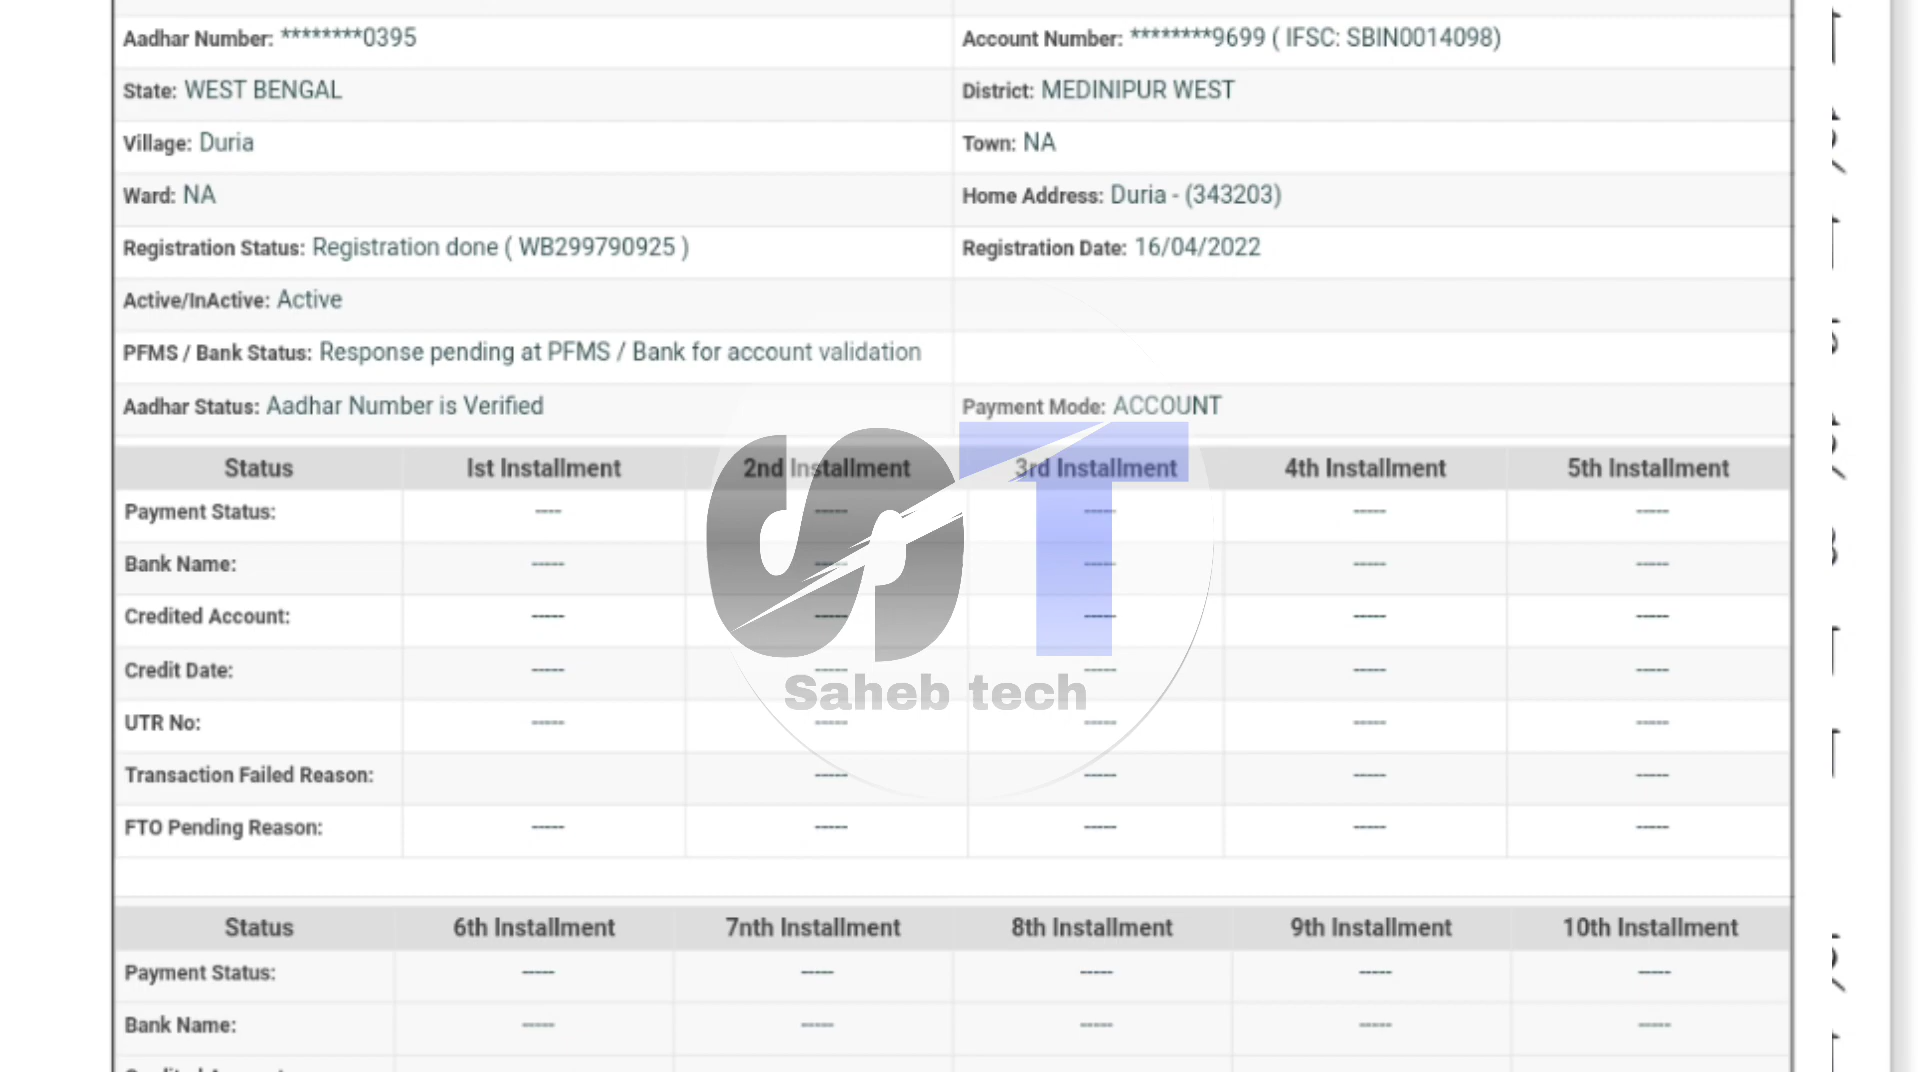 Aadhar Number: ********0395 Account Number: ********9699 ( IFSC: SBIN0014098)
State: WEST BENGAL District: MEDINIPUR WEST
Village: Duria Town: NA
Ward: NA Home Address: Duria - (343203)
Registration Status: Registration done ( WB299790925 ) Registration Date: 16/04/2022
Active/InActive: Active
PFMS / Bank Status: Response pending at PFMS / Bank for account validation
Aadhar Status: Aadhar Number is Verified Payment Mode: ACCOUNT
Status Ist Installment 2nd Installment 3rd Installment 4th Installment 5th Installment
Payment Status: ---- ----- ----- ----- -----
Bank Name: ----- ----- ----- ----- -----
Credited Account: ----- ----- ----- ----- -----
Credit Date: ----- ----- ----- ----- -----
ST
Saheb tech
UTR No: ----- ----- ----- ----- -----
Transaction Failed Reason: ----- ----- ----- -----
FTO Pending Reason: ----- ----- ----- ----- -----
Status 6th Installment 7nth Installment 8th Installment 9th Installment 10th Installment
Payment Status: ----- ----- ----- ----- -----
Bank Name: ----- ----- ----- ----- -----